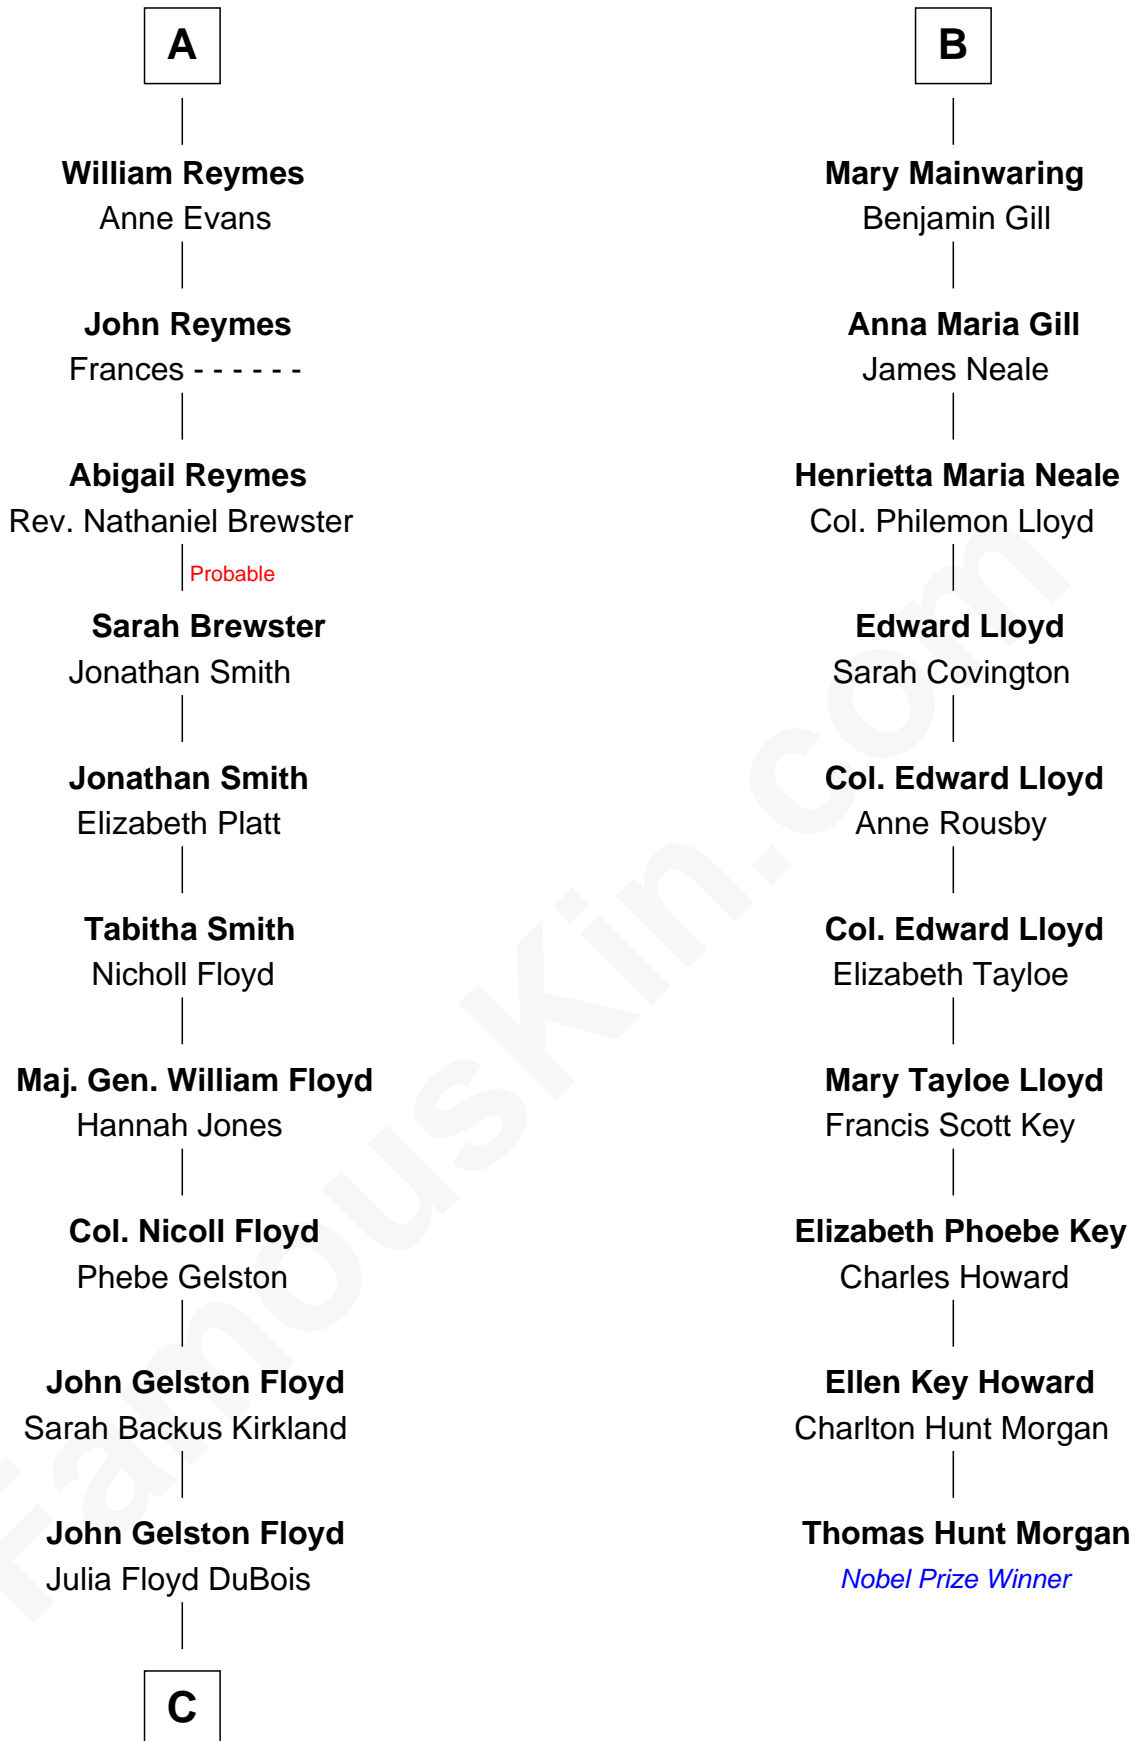 A
William Reymes
Anne Evans
John Reymes
Frances - - - - - -
Abigail Reymes
Rev. Nathaniel Brewster
Probable
Sarah Brewster
Jonathan Smith
Jonathan Smith
Elizabeth Platt
Tabitha Smith
Nicholl Floyd
Maj. Gen. William Floyd
Hannah Jones
Col. Nicoll Floyd
Phebe Gelston
John Gelston Floyd
Sarah Backus Kirkland
John Gelston Floyd
Julia Floyd DuBois
C
B
Mary Mainwaring
Benjamin Gill
Anna Maria Gill
James Neale
Henrietta Maria Neale
Col. Philemon Lloyd
Edward Lloyd
Sarah Covington
Col. Edward Lloyd
Anne Rousby
Col. Edward Lloyd
Elizabeth Tayloe
Mary Tayloe Lloyd
Francis Scott Key
Elizabeth Phoebe Key
Charles Howard
Ellen Key Howard
Charlton Hunt Morgan
Thomas Hunt Morgan
Nobel Prize Winner
FamousKin.com